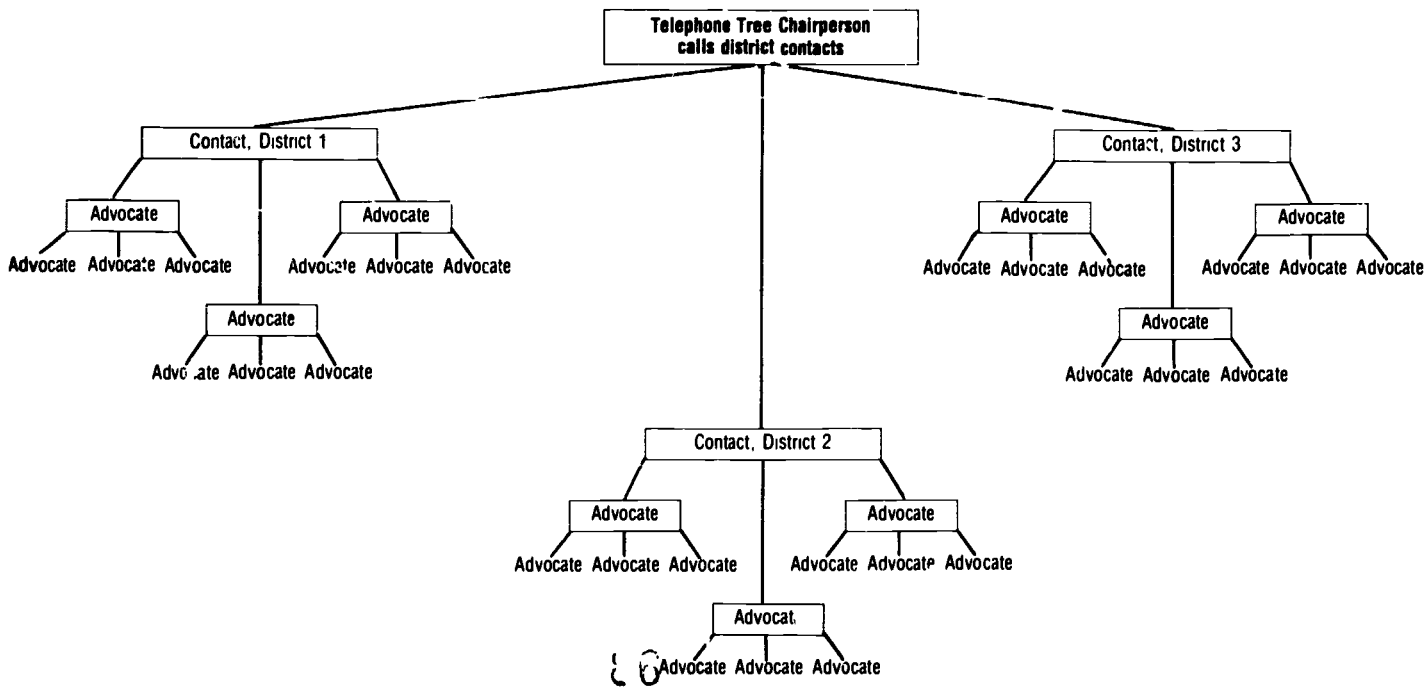 Telephone Tree Chairperson
calls district contacts
Contact, District 1
Contact, District 3
Advocate Advocate
Advocate Advocate
Advocate Advocate Advocate Advocate Advocate Advocate
Advocate Advocate Advocate Advocate Advocate Advocate
Advocate
Advocate
Advocate Advocate Advocate
Advocate Advocate Advocate
Contact, District 2
Advocate Advocate
Advocate Advocate Advocate Advocate Advocate Advocate
Advocat
Advocate Advocate Advocate